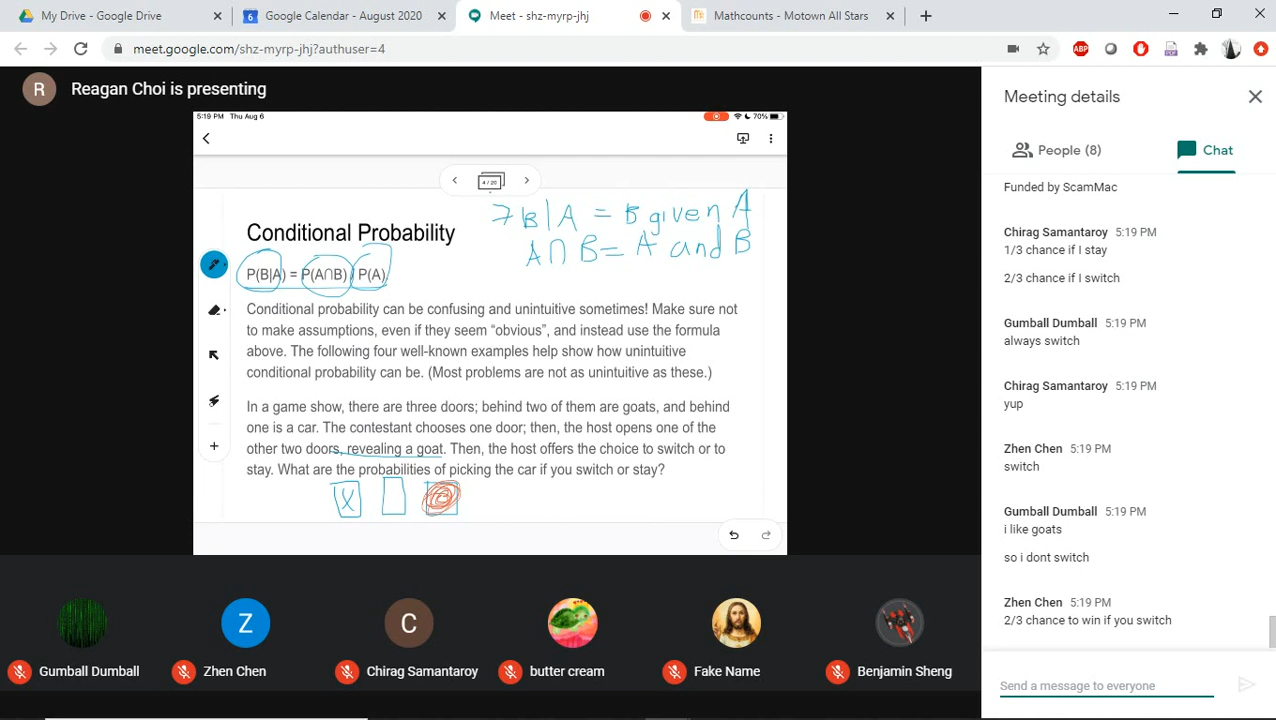 My Drive - Google Drive
Google Calendar - August 2020
Meet - shz-myrp-jhj
Mathcounts - Motown All Stars
meet.google.com/shz-myrp-jhj?authuser=4
ABP
R Reagan Choi is presenting
5:19 PM Thu Aug 6
70%
4 / 20
Conditional Probability
P(B|A) = P(A∩B) / P(A)
B|A = B given A
A∩B = A and B
Conditional probability can be confusing and unintuitive sometimes! Make sure not
to make assumptions, even if they seem “obvious”, and instead use the formula
above. The following four well-known examples help show how unintuitive
conditional probability can be. (Most problems are not as unintuitive as these.)
In a game show, there are three doors; behind two of them are goats, and behind
one is a car. The contestant chooses one door; then, the host opens one of the
other two doors, revealing a goat. Then, the host offers the choice to switch or to
stay. What are the probabilities of picking the car if you switch or stay?
X
Z
C
Gumball Dumball
Zhen Chen
Chirag Samantaroy
butter cream
Fake Name
Benjamin Sheng
Meeting details
People (8)
Chat
Funded by ScamMac
Chirag Samantaroy 5:19 PM
1/3 chance if I stay
2/3 chance if I switch
Gumball Dumball 5:19 PM
always switch
Chirag Samantaroy 5:19 PM
yup
Zhen Chen 5:19 PM
switch
Gumball Dumball 5:19 PM
i like goats
so i dont switch
Zhen Chen 5:19 PM
2/3 chance to win if you switch
Send a message to everyone